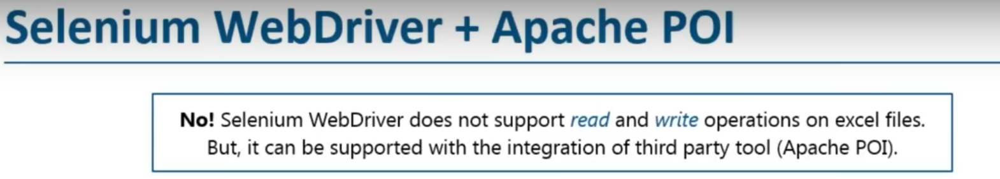 Selenium WebDriver + Apache POI
No! Selenium WebDriver does not support read and write operations on excel files.
But, it can be supported with the integration of third party tool (Apache POI).